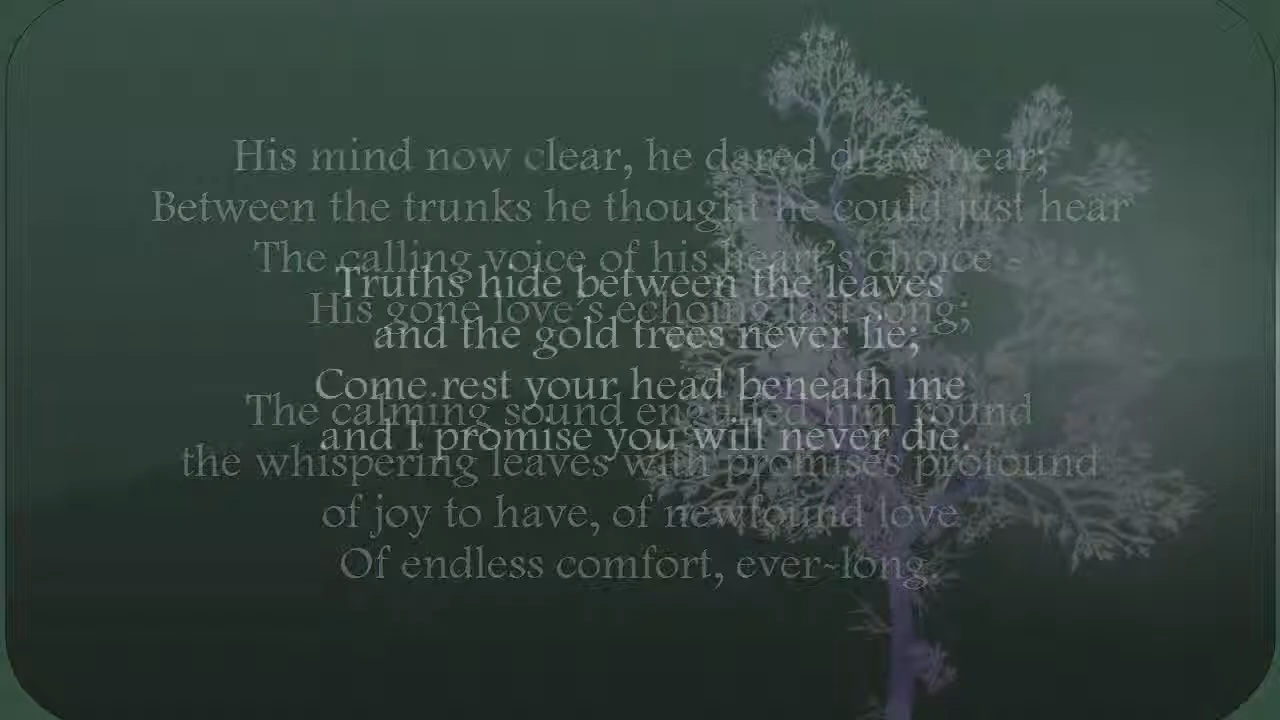 His mind now clear, he dared draw near;
Between the trunks he thought he could just hear
The calling voice of his heart's choice -
His gone love's echoing last song;
The calming sound engulfed him round
the whispering leaves with promises profound
of joy to have, of newfound love
Of endless comfort, ever~long.
Truths hide between the leaves
and the gold trees never lie;
Come rest your head beneath me
and I promise you will never die.